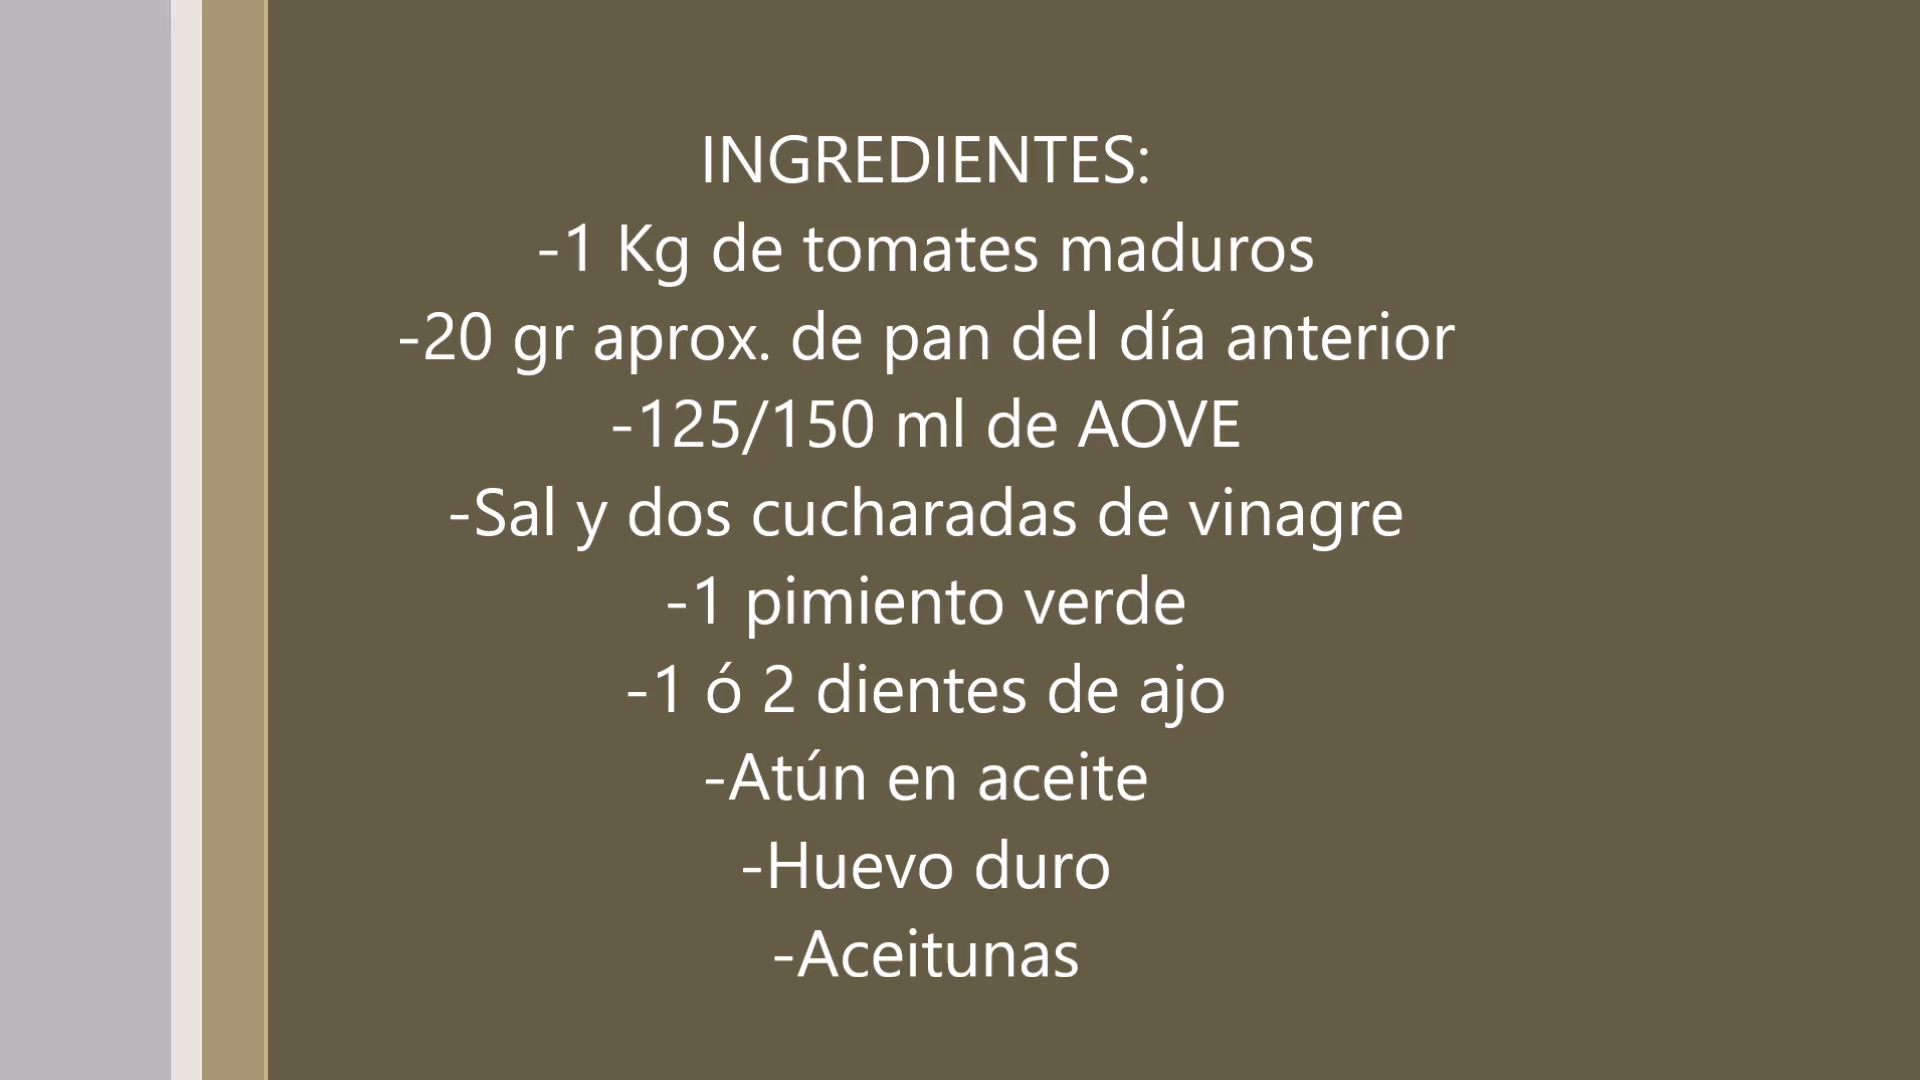 INGREDIENTES:
-1 Kg de tomates maduros
-20 gr aprox. de pan del día anterior
-125/150 ml de AOVE
-Sal y dos cucharadas de vinagre
-1 pimiento verde
-1 ó 2 dientes de ajo
-Atún en aceite
-Huevo duro
-Aceitunas